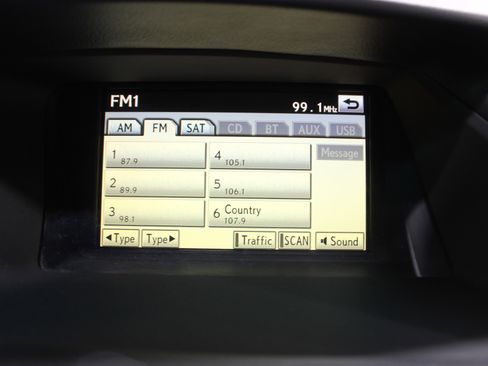 FM1
99.1MHz
AM FM SAT CD BT AUX USB
1 87.9 4 105.1 Message
2 89.9 5 106.1
3 98.1 6 Country 107.9
◄Type Type► Traffic SCAN Sound